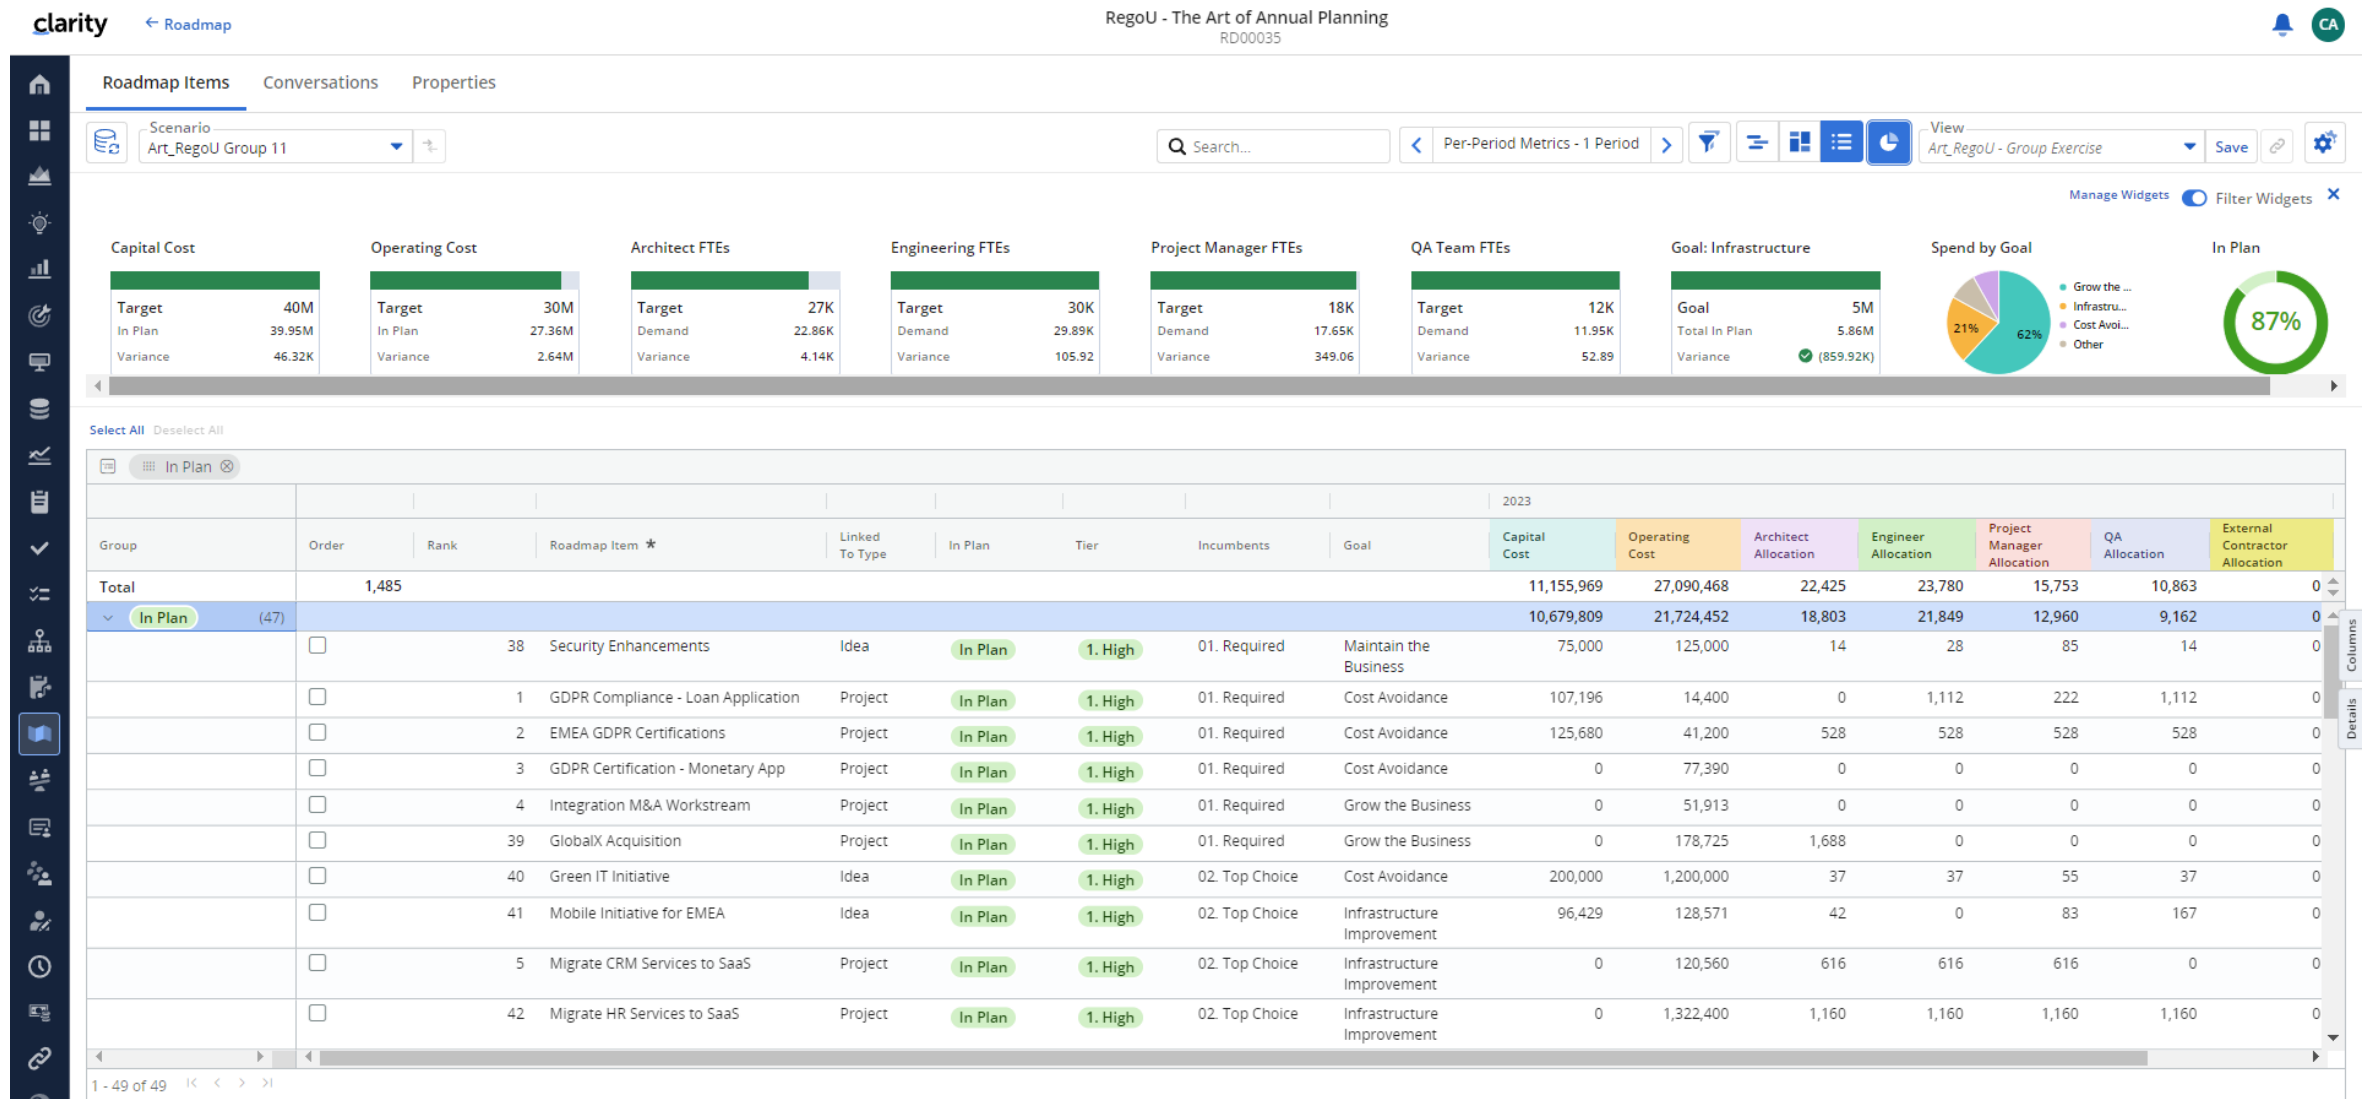 clarity
Roadmap
RegoU - The Art of Annual Planning
RD00035
CA
Roadmap Items Conversations Properties
Scenario
Art_RegoU Group 11
Search...
Per-Period Metrics - 1 Period
View
Art_RegoU - Group Exercise
Save
Manage Widgets Filter Widgets
Capital Cost Operating Cost Architect FTEs Engineering FTEs Project Manager FTEs QA Team FTEs Goal: Infrastructure Spend by Goal In Plan
Target 40M Target 30M Target 27K Target 30K Target 18K Target 12K Goal 5M
In Plan 39.95M In Plan 27.36M Demand 22.86K Demand 29.89K Demand 17.65K Demand 11.95K Total In Plan 5.86M
Variance 46.32K Variance 2.64M Variance 4.14K Variance 105.92 Variance 349.06 Variance 52.89 Variance (859.92K)
21% 62%
Grow the ...
Infrastru...
Cost Avoi...
Other
87%
Select All Deselect All
In Plan
2023
Group Order Rank Roadmap Item * Linked To Type In Plan Tier Incumbents Goal Capital Cost Operating Cost Architect Allocation Engineer Allocation Project Manager Allocation QA Allocation External Contractor Allocation
Total 1,485 11,155,969 27,090,468 22,425 23,780 15,753 10,863 0
In Plan (47) 10,679,809 21,724,452 18,803 21,849 12,960 9,162 0
38 Security Enhancements Idea In Plan 1. High 01. Required Maintain the Business 75,000 125,000 14 28 85 14 0
1 GDPR Compliance - Loan Application Project In Plan 1. High 01. Required Cost Avoidance 107,196 14,400 0 1,112 222 1,112 0
2 EMEA GDPR Certifications Project In Plan 1. High 01. Required Cost Avoidance 125,680 41,200 528 528 528 528 0
3 GDPR Certification - Monetary App Project In Plan 1. High 01. Required Cost Avoidance 0 77,390 0 0 0 0 0
4 Integration M&A Workstream Project In Plan 1. High 01. Required Grow the Business 0 51,913 0 0 0 0 0
39 GlobalX Acquisition Project In Plan 1. High 01. Required Grow the Business 0 178,725 1,688 0 0 0 0
40 Green IT Initiative Idea In Plan 1. High 02. Top Choice Cost Avoidance 200,000 1,200,000 37 37 55 37 0
41 Mobile Initiative for EMEA Idea In Plan 1. High 02. Top Choice Infrastructure Improvement 96,429 128,571 42 0 83 167 0
5 Migrate CRM Services to SaaS Project In Plan 1. High 02. Top Choice Infrastructure Improvement 0 120,560 616 616 616 0 0
42 Migrate HR Services to SaaS Project In Plan 1. High 02. Top Choice Infrastructure Improvement 0 1,322,400 1,160 1,160 1,160 1,160 0
Columns
Details
1 - 49 of 49